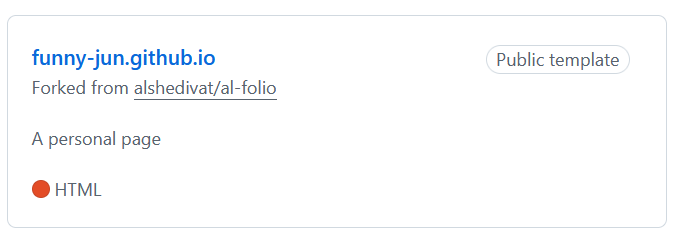 funny-jun.github.io
Public template
Forked from alshedivat/al-folio
A personal page
HTML